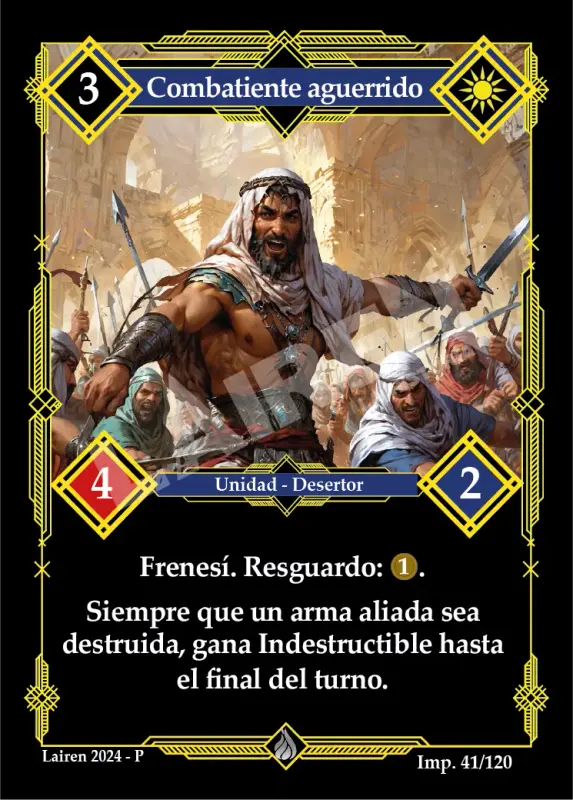 3
Combatiente aguerrido
4
Unidad - Desertor
2
Frenesí. Resguardo: 1.
Siempre que un arma aliada sea
destruida, gana Indestructible hasta
el final del turno.
Lairen 2024 - P
Imp. 41/120